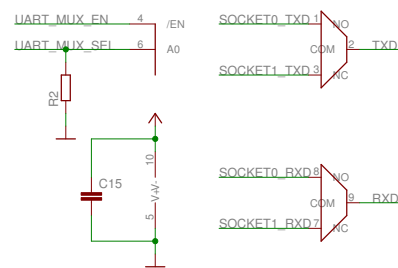 UART_MUX_EN 4 /EN
UART_MUX_SEL 6 A0
R2
C15
10 V+V- 5
SOCKET0_TXD 1 NO
COM 2 TXD
SOCKET1_TXD 3 NC
SOCKET0_RXD 8 NO
COM 9 RXD
SOCKET1_RXD 7 NC